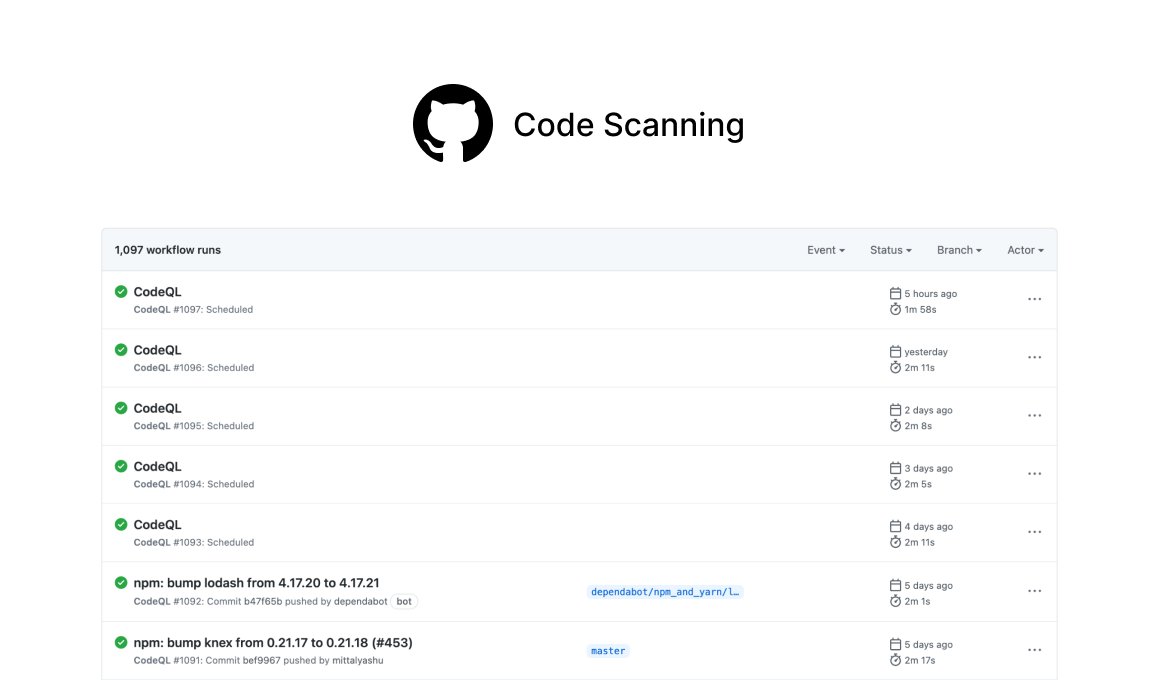 Code Scanning
1,097 workflow runs Event Status Branch Actor
CodeQL 5 hours ago
CodeQL #1097: Scheduled 1m 58s
CodeQL yesterday
CodeQL #1096: Scheduled 2m 11s
CodeQL 2 days ago
CodeQL #1095: Scheduled 2m 8s
CodeQL 3 days ago
CodeQL #1094: Scheduled 2m 5s
CodeQL 4 days ago
CodeQL #1093: Scheduled 2m 11s
npm: bump lodash from 4.17.20 to 4.17.21 dependabot/npm_and_yarn/l… 5 days ago
CodeQL #1092: Commit b47f65b pushed by dependabot bot 2m 1s
npm: bump knex from 0.21.17 to 0.21.18 (#453) master 5 days ago
CodeQL #1091: Commit bef9967 pushed by mittalyashu 2m 17s